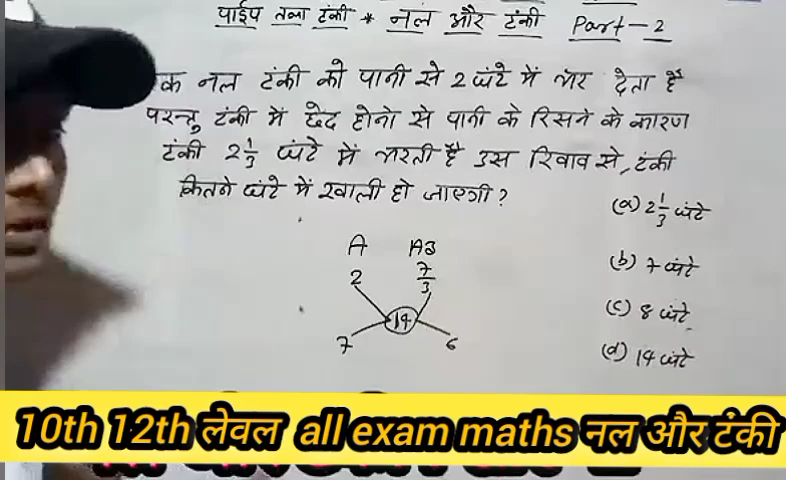 पाईप तथा टंकी * नल और टंकी Part-2
क नल टंकी को पानी से 2 घंटे में भर देता है
परन्तु टंकी में छेद होनो से पानी के रिसने के कारण
टंकी 2 1/3 घंटे में भरती है उस रिवाव से, टंकी
कितने घंटे में खाली हो जाएगी?
(a) 2 1/3 घंटे
(b) 7 घंटे
(c) 8 घंटे
(d) 14 घंटे
A AB
2 7/3
14
7 6
10th 12th लेवल all exam maths नल और टंकी